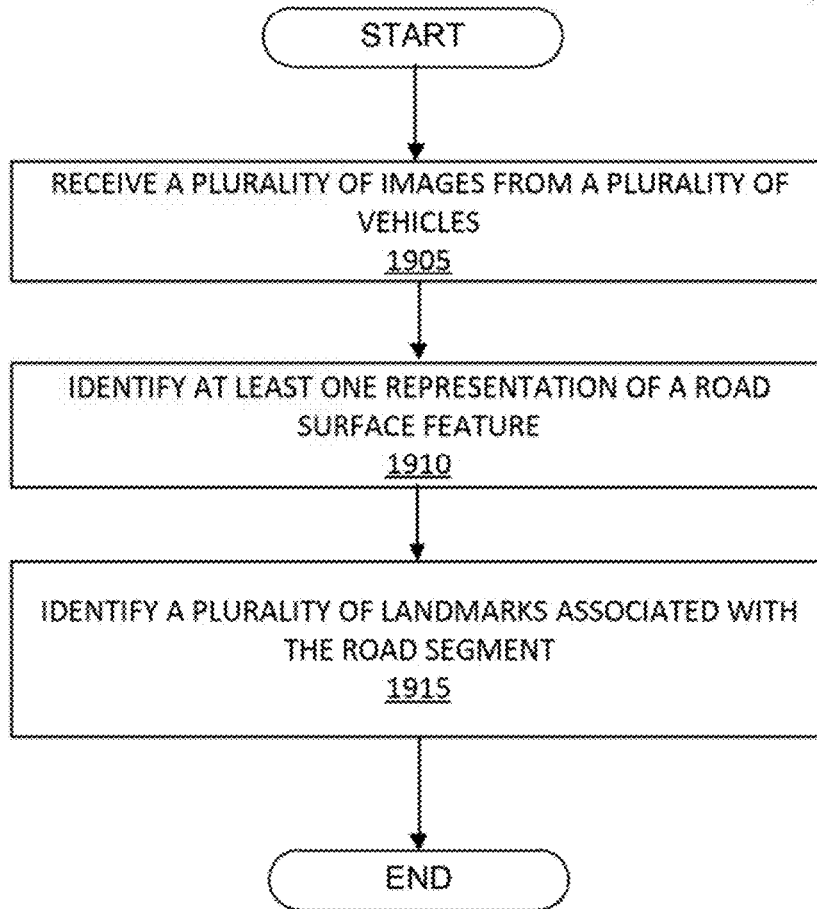 START
RECEIVE A PLURALITY OF IMAGES FROM A PLURALITY OF
VEHICLES
1905
IDENTIFY AT LEAST ONE REPRESENTATION OF A ROAD
SURFACE FEATURE
1910
IDENTIFY A PLURALITY OF LANDMARKS ASSOCIATED WITH
THE ROAD SEGMENT
1915
END